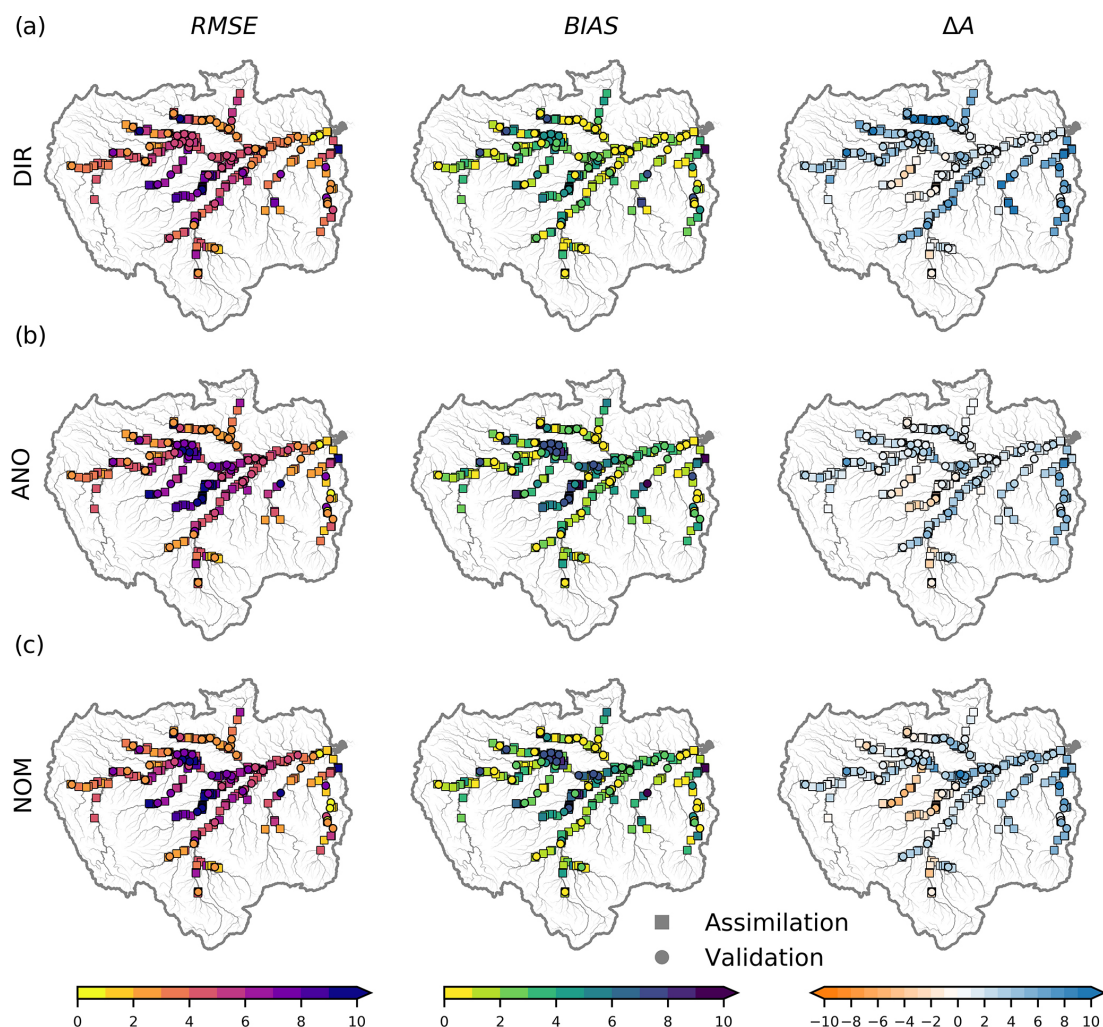 (a)
RMSE BIAS ΔA
DIR
(b)
ANO
(c)
NOM
Assimilation
Validation
0 2 4 6 8 10 0 2 4 6 8 10 −10 −8 −6 −4 −2 0 2 4 6 8 10